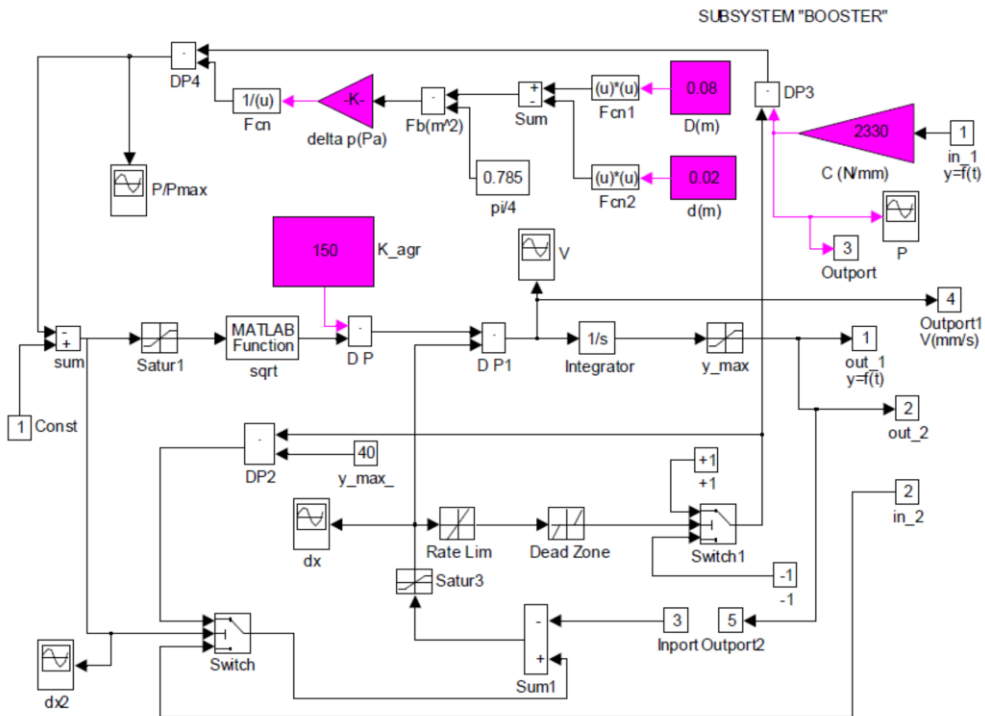 SUBSYSTEM "BOOSTER"
DP4
1/(u)
Fcn
-K-
delta p(Pa)
Fb(m^2)
+
-
Sum
(u)*(u)
Fcn1
0.08
D(m)
DP3
2330
C (N/mm)
1
in_1
y=f(t)
P/Pmax
0.785
pi/4
(u)*(u)
Fcn2
0.02
d(m)
P
3
Outport
150
K_agr
V
4
Outport1
V(mm/s)
-
+
sum
Satur1
MATLAB
Function
sqrt
D P
D P1
1/s
Integrator
y_max
1
out_1
y=f(t)
1
Const
2
out_2
DP2
40
y_max_
+1
+1
2
in_2
dx
Rate Lim
Dead Zone
Switch1
-1
-1
Satur3
Switch
-
+
Sum1
3
Inport
5
Outport2
dx2